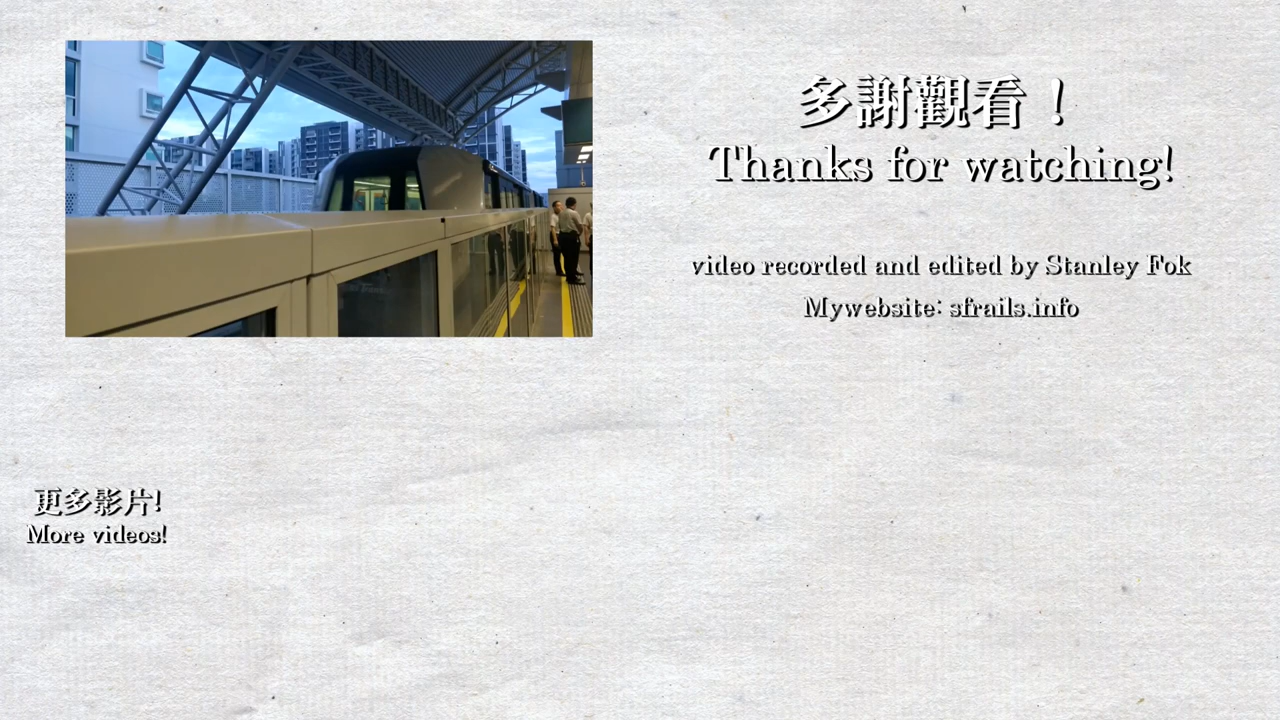 多謝觀看！
Thanks for watching!
video recorded and edited by Stanley Fok
Mywebsite: sfrails.info
更多影片!
More videos!